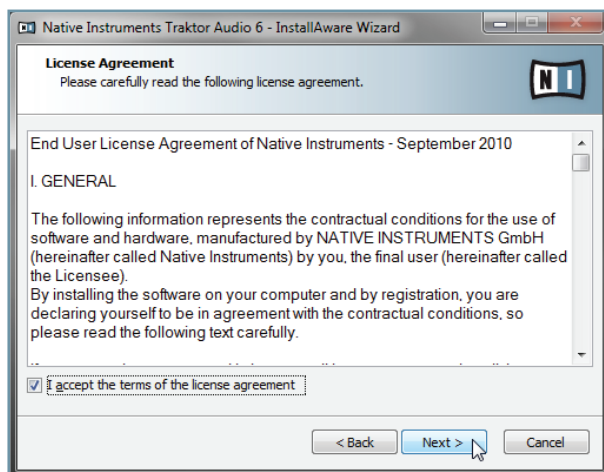 Native Instruments Traktor Audio 6 - InstallAware Wizard
License Agreement
Please carefully read the following license agreement.
NI
End User License Agreement of Native Instruments - September 2010
I. GENERAL
The following information represents the contractual conditions for the use of
software and hardware, manufactured by NATIVE INSTRUMENTS GmbH
(hereinafter called Native Instruments) by you, the final user (hereinafter called
the Licensee).
By installing the software on your computer and by registration, you are
declaring yourself to be in agreement with the contractual conditions, so
please read the following text carefully.
I accept the terms of the license agreement
< Back
Next >
Cancel